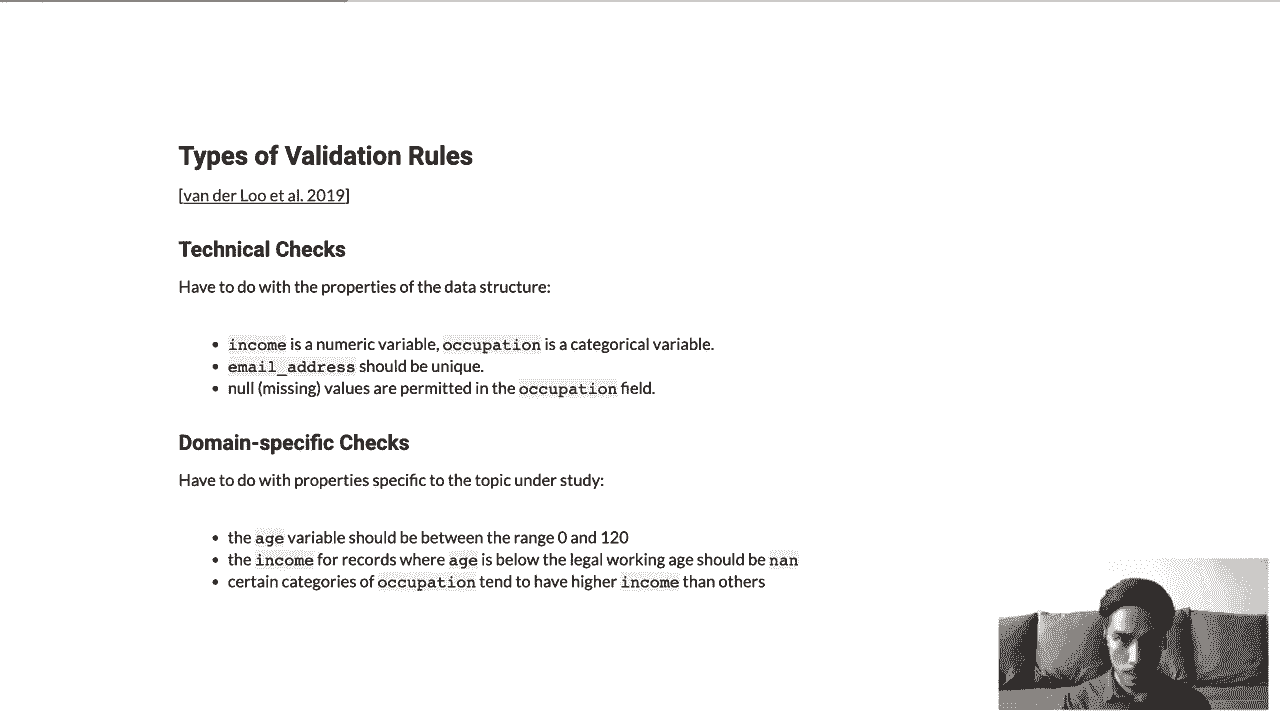 Types of Validation Rules
[van der Loo et al. 2019]
Technical Checks
Have to do with the properties of the data structure:
• income is a numeric variable, occupation is a categorical variable.
• email_address should be unique.
• null (missing) values are permitted in the occupation field.
Domain-specific Checks
Have to do with properties specific to the topic under study:
• the age variable should be between the range 0 and 120
• the income for records where age is below the legal working age should be nan
• certain categories of occupation tend to have higher income than others